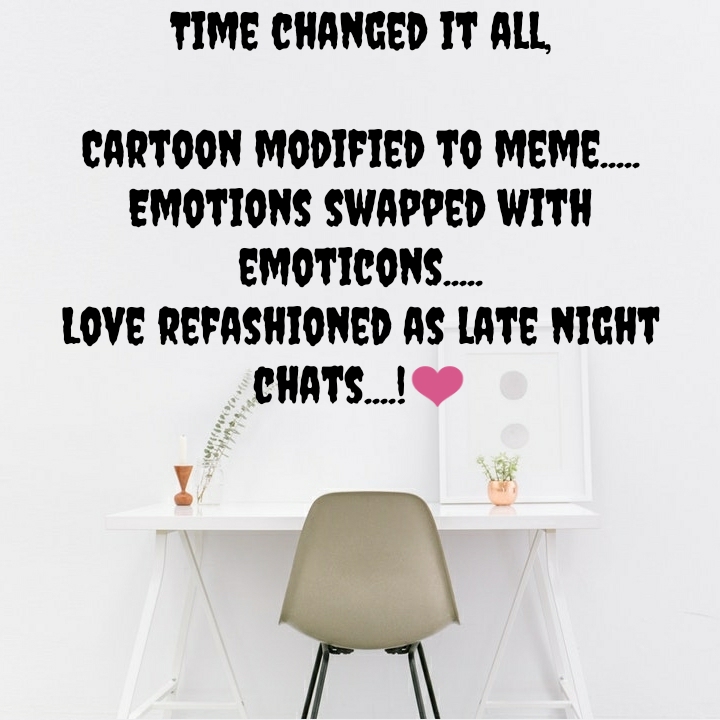 TIME CHANGED IT ALL,
CARTOON MODIFIED TO MEME.....
EMOTIONS SWAPPED WITH
EMOTICONS.....
LOVE REFASHIONED AS LATE NIGHT
CHATS....!